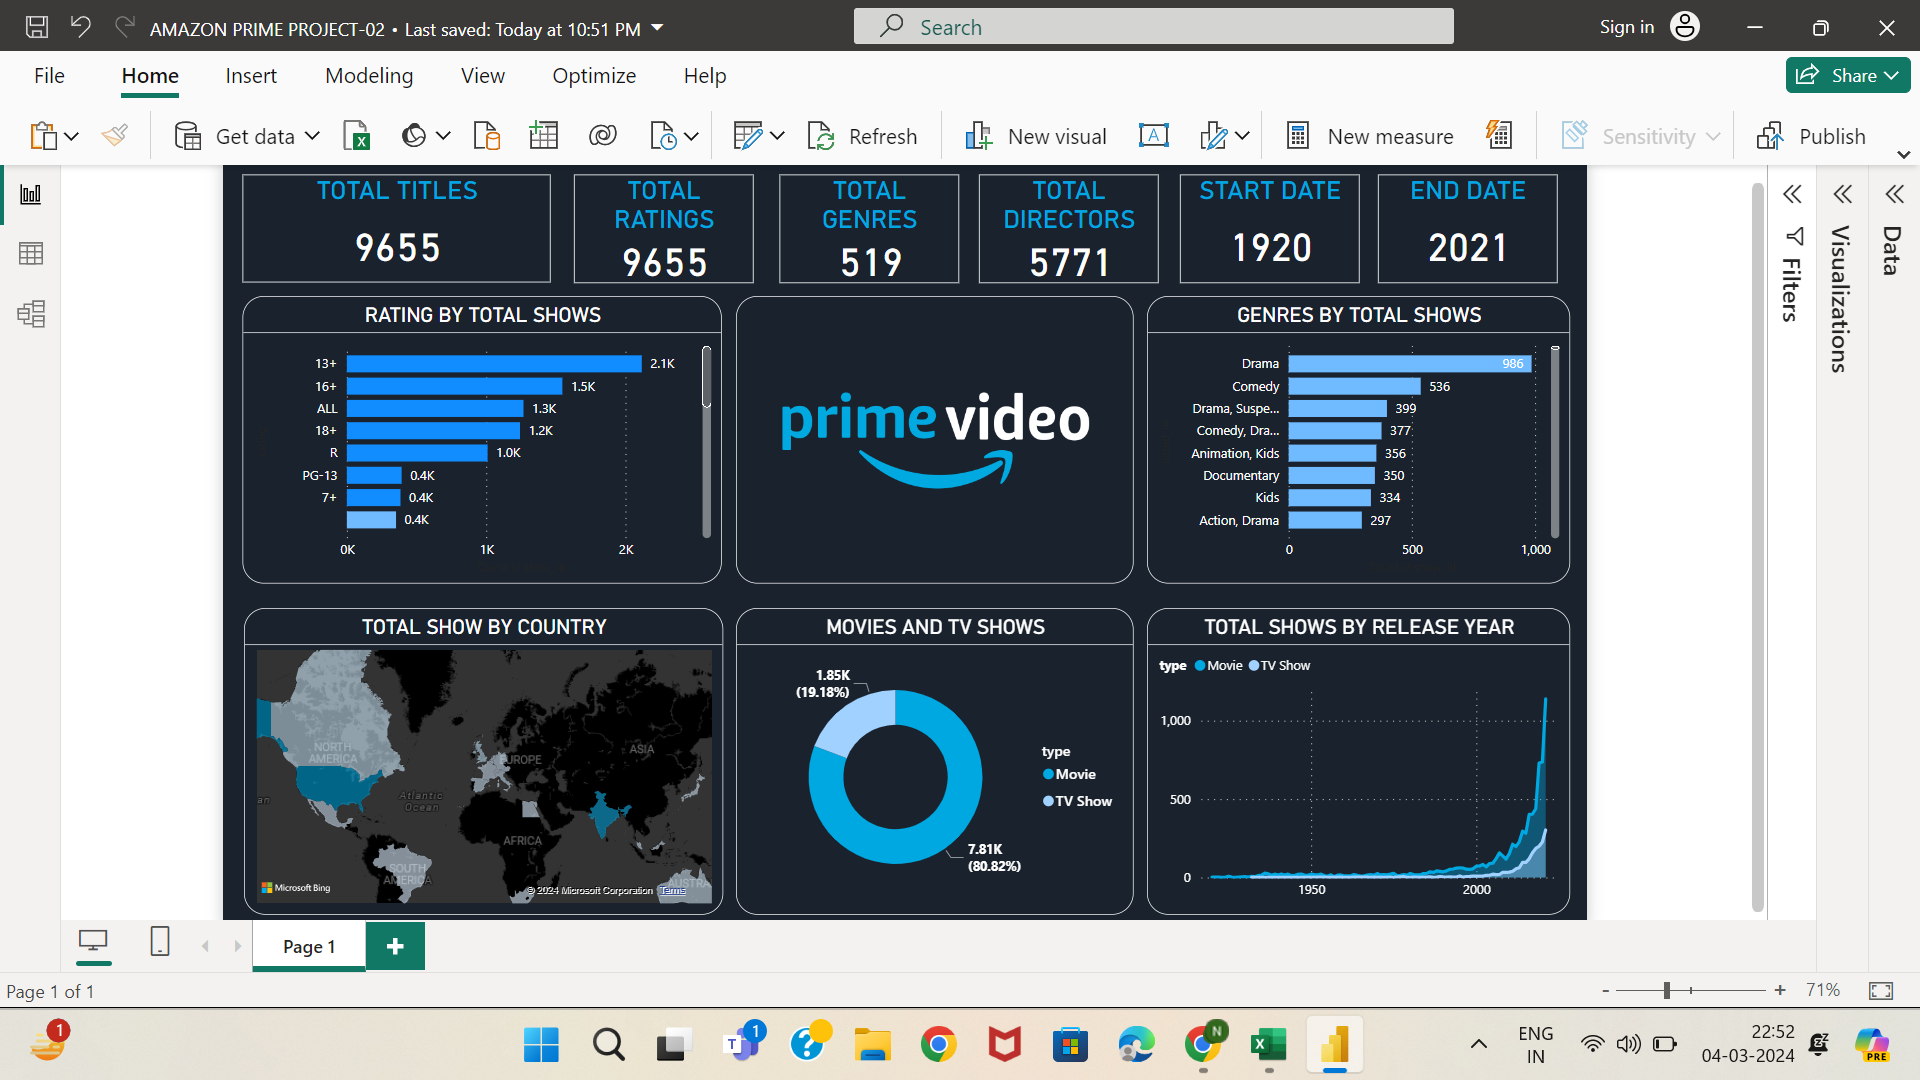 AMAZON PRIME PROJECT-02 • Last saved: Today at 10:51 PM
Search
Sign in
File Home Insert Modeling View Optimize Help
Share
Get data
Refresh
New visual
New measure
Sensitivity
Publish
TOTAL TITLES
9655
TOTAL
RATINGS
9655
TOTAL
GENRES
519
TOTAL
DIRECTORS
5771
START DATE
1920
END DATE
2021
Filters
Visualizations
Data
RATING BY TOTAL SHOWS
13+ 2.1K
16+ 1.5K
ALL 1.3K
18+ 1.2K
R 1.0K
PG-13 0.4K
7+ 0.4K
0.4K
0K 1K 2K
prime video
GENRES BY TOTAL SHOWS
Drama 986
Comedy 536
Drama, Suspe... 399
Comedy, Dra... 377
Animation, Kids 356
Documentary 350
Kids 334
Action, Drama 297
0 500 1,000
TOTAL SHOW BY COUNTRY
NORTH
AMERICA
EUROPE
ASIA
Atlantic
Ocean
AFRICA
SOUTH
AMERICA
Microsoft Bing
© 2024 Microsoft Corporation Terms
MOVIES AND TV SHOWS
1.85K
(19.18%)
type
Movie
TV Show
7.81K
(80.82%)
TOTAL SHOWS BY RELEASE YEAR
type Movie TV Show
1,000
500
0
1950 2000
Page 1
+
Page 1 of 1
- + 71%
1
T
1
?
N
X
ENG
IN
22:52
04-03-2024
PRE